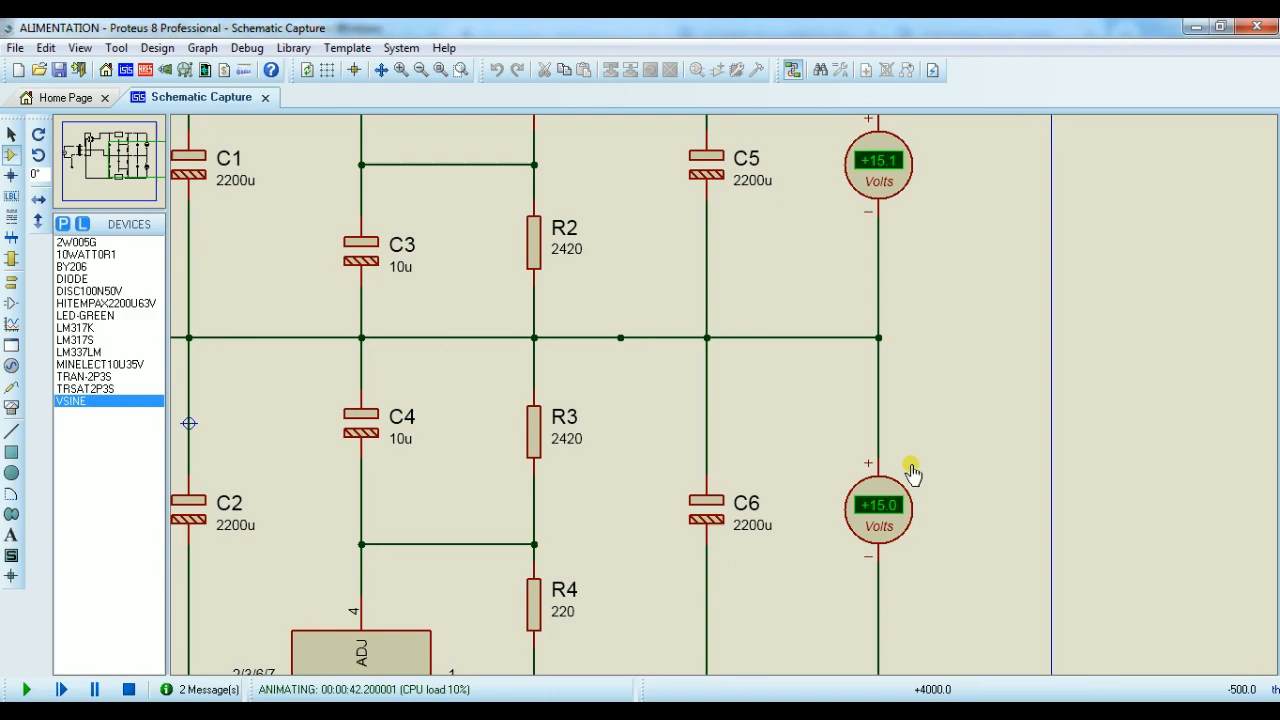 ALIMENTATION - Proteus 8 Professional - Schematic Capture
File Edit View Tool Design Graph Debug Library Template System Help
Home Page Schematic Capture
0°
P L DEVICES
2W005G
10WATT0R1
BY206
DIODE
DISC100N50V
HITEMPAX2200U63V
LED-GREEN
LM317K
LM317S
LM337LM
MINELECT10U35V
TRAN-2P3S
TRSAT2P3S
VSINE
C1
2200u
C5
2200u
+
+15.1
Volts
−
C3
10u
R2
2420
C4
10u
R3
2420
C2
2200u
C6
2200u
+
+15.0
Volts
−
R4
220
4
ADJ
2/3/6/7
1
2 Message(s) ANIMATING: 00:00:42.200001 (CPU load 10%) +4000.0 -500.0 th